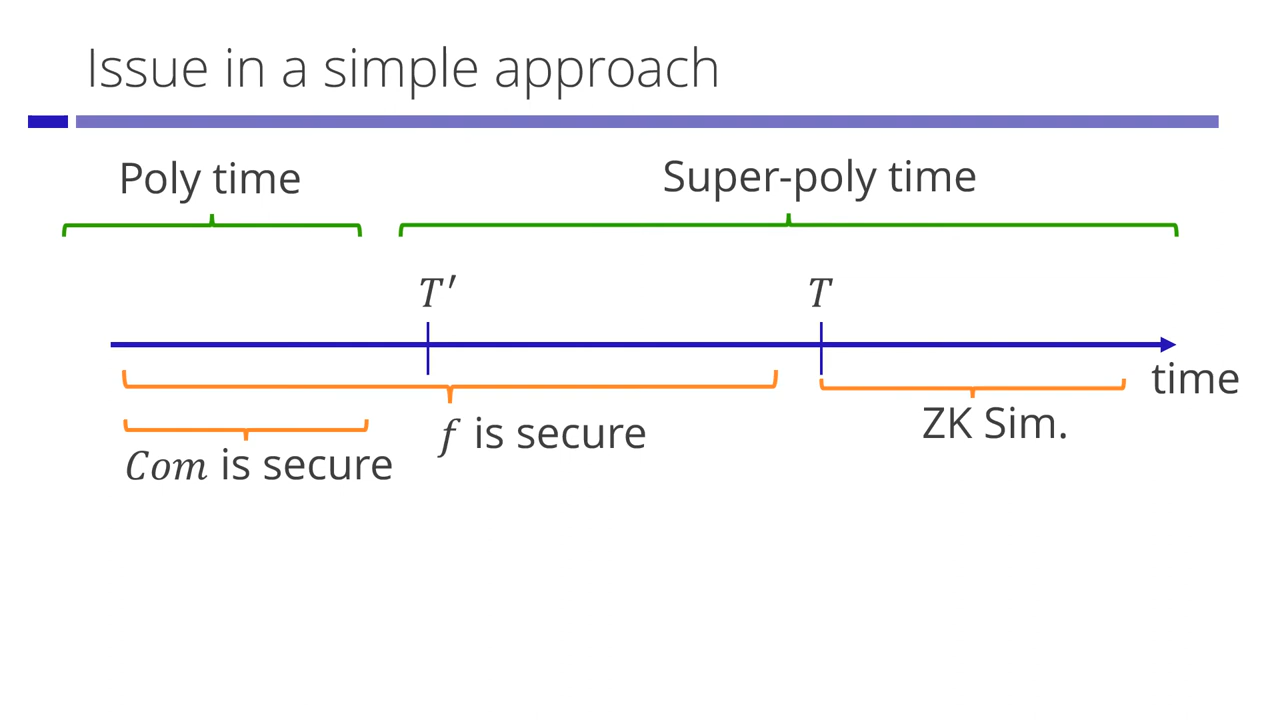 Issue in a simple approach
Poly time
Super-poly time
T′
T
time
f is secure
ZK Sim.
Com is secure